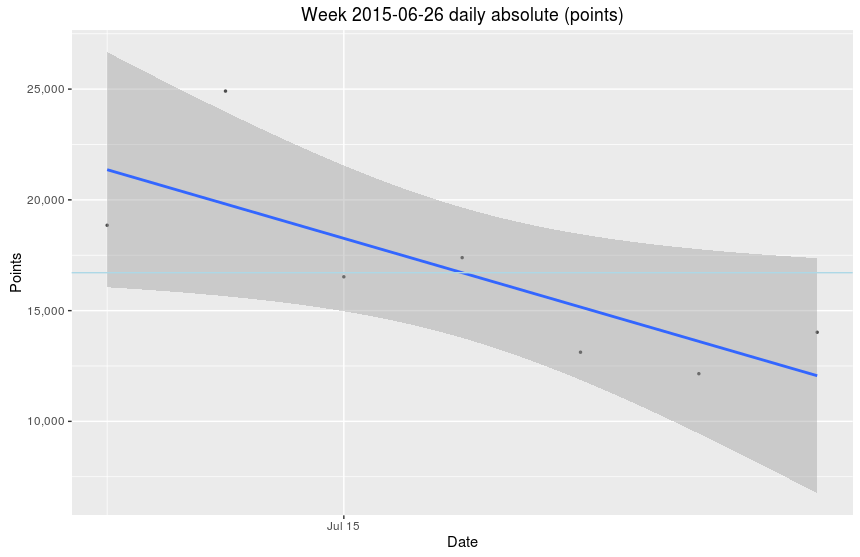 Week 2015-06-26 daily absolute (points)
25,000
20,000
15,000
10,000
Points
Jul 15
Date